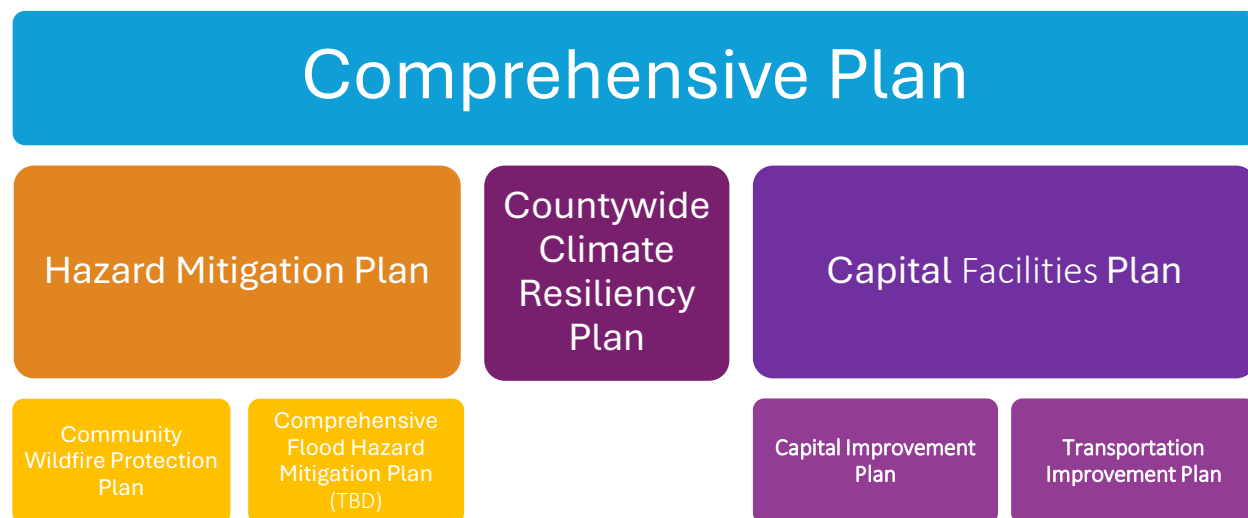 Comprehensive Plan
Hazard Mitigation Plan
Countywide
Climate
Resiliency
Plan
Capital Facilities Plan
Community
Wildfire Protection
Plan
Comprehensive
Flood Hazard
Mitigation Plan
(TBD)
Capital Improvement
Plan
Transportation
Improvement Plan